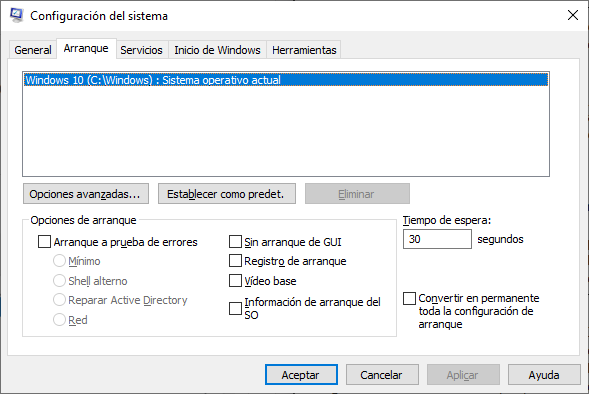 Configuración del sistema
General Arranque Servicios Inicio de Windows Herramientas
Windows 10 (C:\Windows) : Sistema operativo actual
Opciones avanzadas... Establecer como predet. Eliminar
Opciones de arranque
Tiempo de espera:
Arranque a prueba de errores
Sin arranque de GUI
30 segundos
Mínimo
Registro de arranque
Shell alterno
Vídeo base
Reparar Active Directory
Información de arranque del
SO
Red
Convertir en permanente
toda la configuración de
arranque
Aceptar Cancelar Aplicar Ayuda